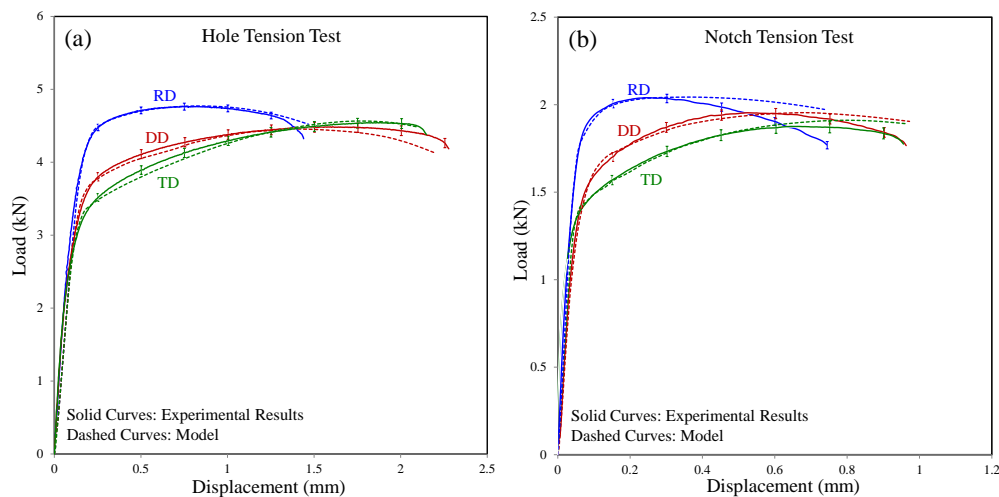 (a)
Hole Tension Test
6
5
4
3
2
1
0
Load (kN)
RD
DD
TD
Solid Curves: Experimental Results
Dashed Curves: Model
0
0.5
1
1.5
2
2.5
Displacement (mm)
(b)
Notch Tension Test
2.5
2
1.5
1
0.5
0
Load (kN)
RD
DD
TD
Solid Curves: Experimental Results
Dashed Curves: Model
0
0.2
0.4
0.6
0.8
1
1.2
Displacement (mm)